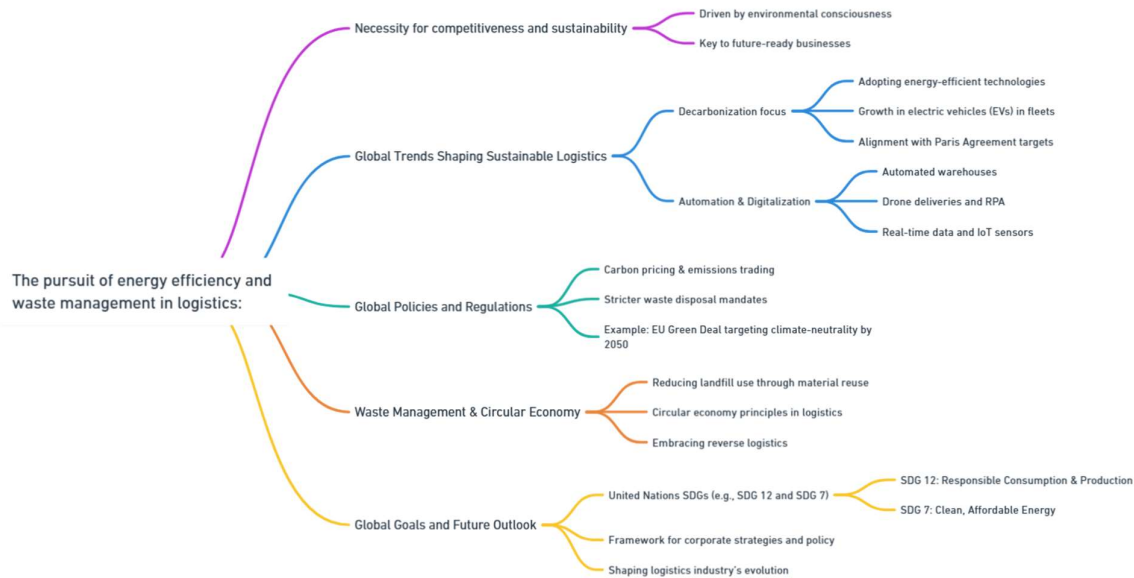 The pursuit of energy efficiency and
waste management in logistics:
Necessity for competitiveness and sustainability
Driven by environmental consciousness
Key to future-ready businesses
Global Trends Shaping Sustainable Logistics
Decarbonization focus
Adopting energy-efficient technologies
Growth in electric vehicles (EVs) in fleets
Alignment with Paris Agreement targets
Automation & Digitalization
Automated warehouses
Drone deliveries and RPA
Real-time data and IoT sensors
Global Policies and Regulations
Carbon pricing & emissions trading
Stricter waste disposal mandates
Example: EU Green Deal targeting climate-neutrality by
2050
Waste Management & Circular Economy
Reducing landfill use through material reuse
Circular economy principles in logistics
Embracing reverse logistics
Global Goals and Future Outlook
United Nations SDGs (e.g., SDG 12 and SDG 7)
SDG 12: Responsible Consumption & Production
SDG 7: Clean, Affordable Energy
Framework for corporate strategies and policy
Shaping logistics industry's evolution